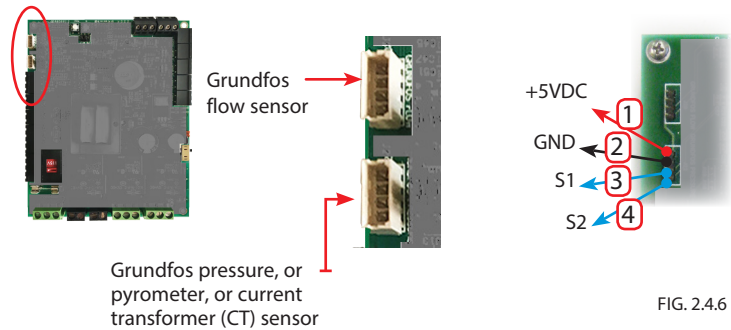 Grundfos
flow sensor
Grundfos pressure, or
pyrometer, or current
transformer (CT) sensor
+5VDC
1
GND
2
S1
3
S2
4
FIG. 2.4.6